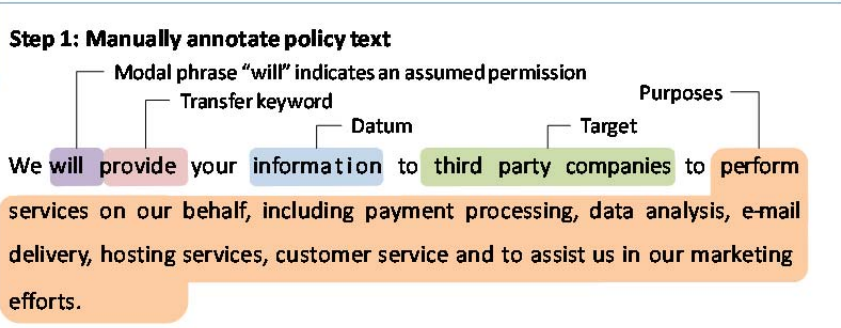 Step 1: Manually annotate policy text
Modal phrase “will” indicates an assumed permission
Transfer keyword
Purposes
Datum
Target
We will provide your information to third party companies to perform
services on our behalf, including payment processing, data analysis, e-mail
delivery, hosting services, customer service and to assist us in our marketing
efforts.